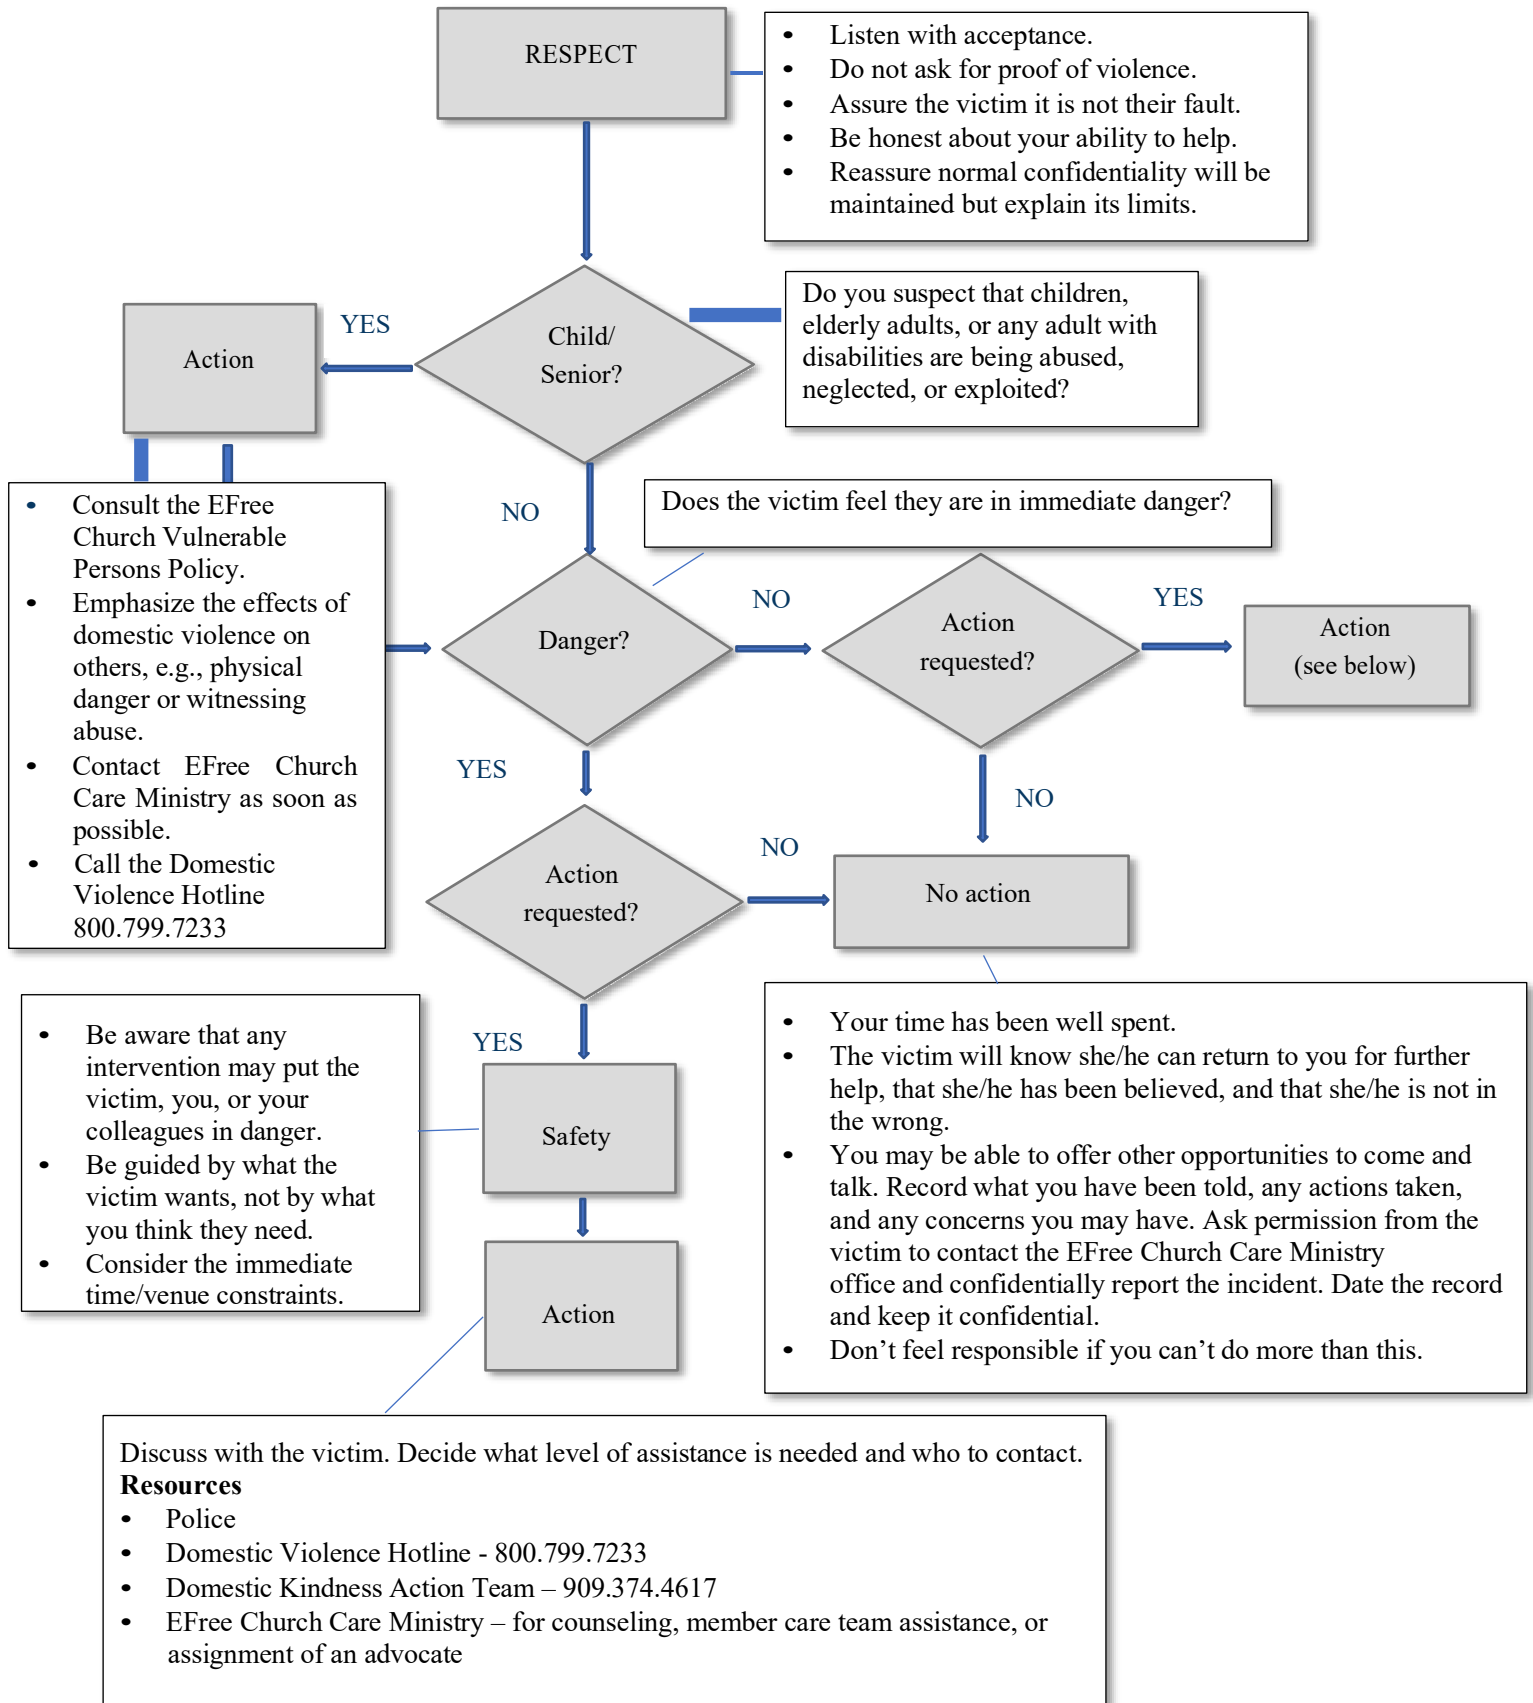 RESPECT
• Listen with acceptance.
• Do not ask for proof of violence.
• Assure the victim it is not their fault.
• Be honest about your ability to help.
• Reassure normal confidentiality will be
maintained but explain its limits.
Child/
Senior?
Do you suspect that children,
elderly adults, or any adult with
disabilities are being abused,
neglected, or exploited?
YES
Action
• Consult the EFree
Church Vulnerable
Persons Policy.
• Emphasize the effects of
domestic violence on
others, e.g., physical
danger or witnessing
abuse.
• Contact EFree Church
Care Ministry as soon as
possible.
• Call the Domestic
Violence Hotline
800.799.7233
NO
Does the victim feel they are in immediate danger?
Danger?
NO
Action
requested?
YES
Action
(see below)
YES
NO
Action
requested?
NO
No action
YES
• Be aware that any
intervention may put the
victim, you, or your
colleagues in danger.
• Be guided by what the
victim wants, not by what
you think they need.
• Consider the immediate
time/venue constraints.
Safety
Action
• Your time has been well spent.
• The victim will know she/he can return to you for further
help, that she/he has been believed, and that she/he is not in
the wrong.
• You may be able to offer other opportunities to come and
talk. Record what you have been told, any actions taken,
and any concerns you may have. Ask permission from the
victim to contact the EFree Church Care Ministry
office and confidentially report the incident. Date the record
and keep it confidential.
• Don’t feel responsible if you can’t do more than this.
Discuss with the victim. Decide what level of assistance is needed and who to contact.
Resources
• Police
• Domestic Violence Hotline - 800.799.7233
• Domestic Kindness Action Team – 909.374.4617
• EFree Church Care Ministry – for counseling, member care team assistance, or
assignment of an advocate